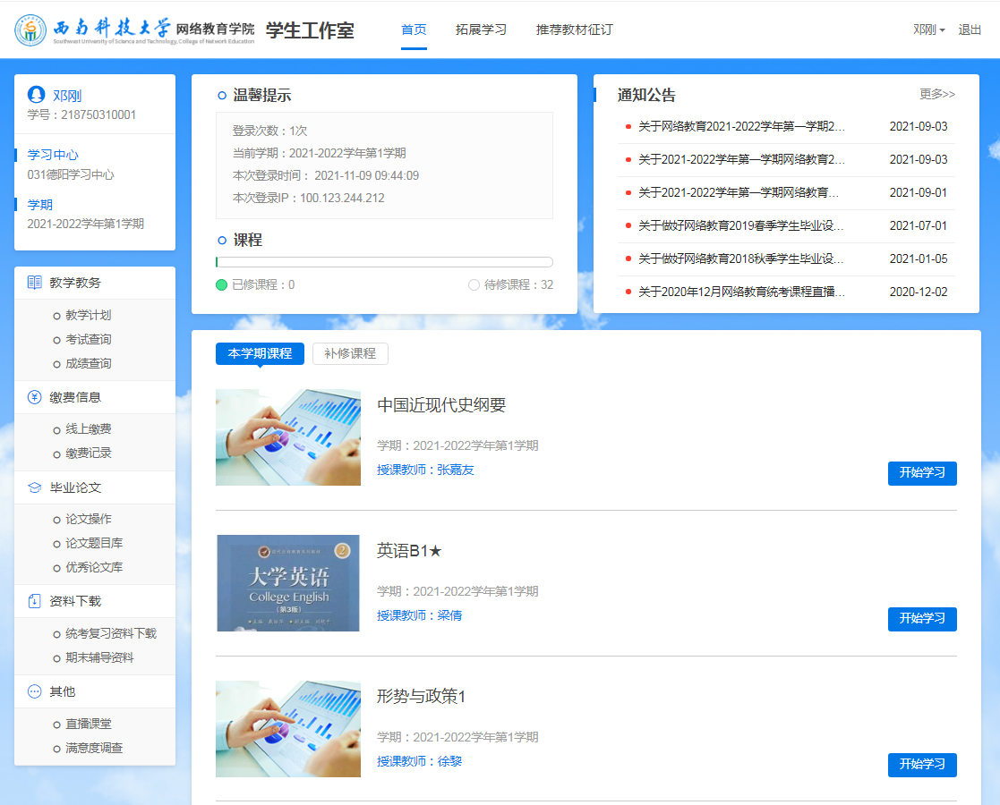 西南科技大学 网络教育学院 学生工作室
Southwest University of Science and Technology, College of Network Education
首页 拓展学习 推荐教材征订
邓刚 退出
邓刚
学号：218750310001
学习中心
031德阳学习中心
学期
2021-2022学年第1学期
教学教务
教学计划
考试查询
成绩查询
缴费信息
线上缴费
缴费记录
毕业论文
论文操作
论文题目库
优秀论文库
资料下载
统考复习资料下载
期末辅导资料
其他
直播课堂
满意度调查
温馨提示
登录次数：1次
当前学期：2021-2022学年第1学期
本次登录时间： 2021-11-09 09:44:09
本次登录IP：100.123.244.212
课程
已修课程：0 待修课程：32
通知公告 更多>>
关于网络教育2021-2022学年第一学期2... 2021-09-03
关于2021-2022学年第一学期网络教育2... 2021-09-03
关于2021-2022学年第一学期网络教育... 2021-09-01
关于做好网络教育2019春季学生毕业设... 2021-07-01
关于做好网络教育2018秋季学生毕业设... 2021-01-05
关于2020年12月网络教育统考课程直播... 2020-12-02
本学期课程 补修课程
中国近现代史纲要
学期：2021-2022学年第1学期
授课教师：张嘉友
开始学习
2
大学英语
College English
(第3版)
英语B1★
学期：2021-2022学年第1学期
授课教师：梁倩
开始学习
形势与政策1
学期：2021-2022学年第1学期
授课教师：徐黎
开始学习